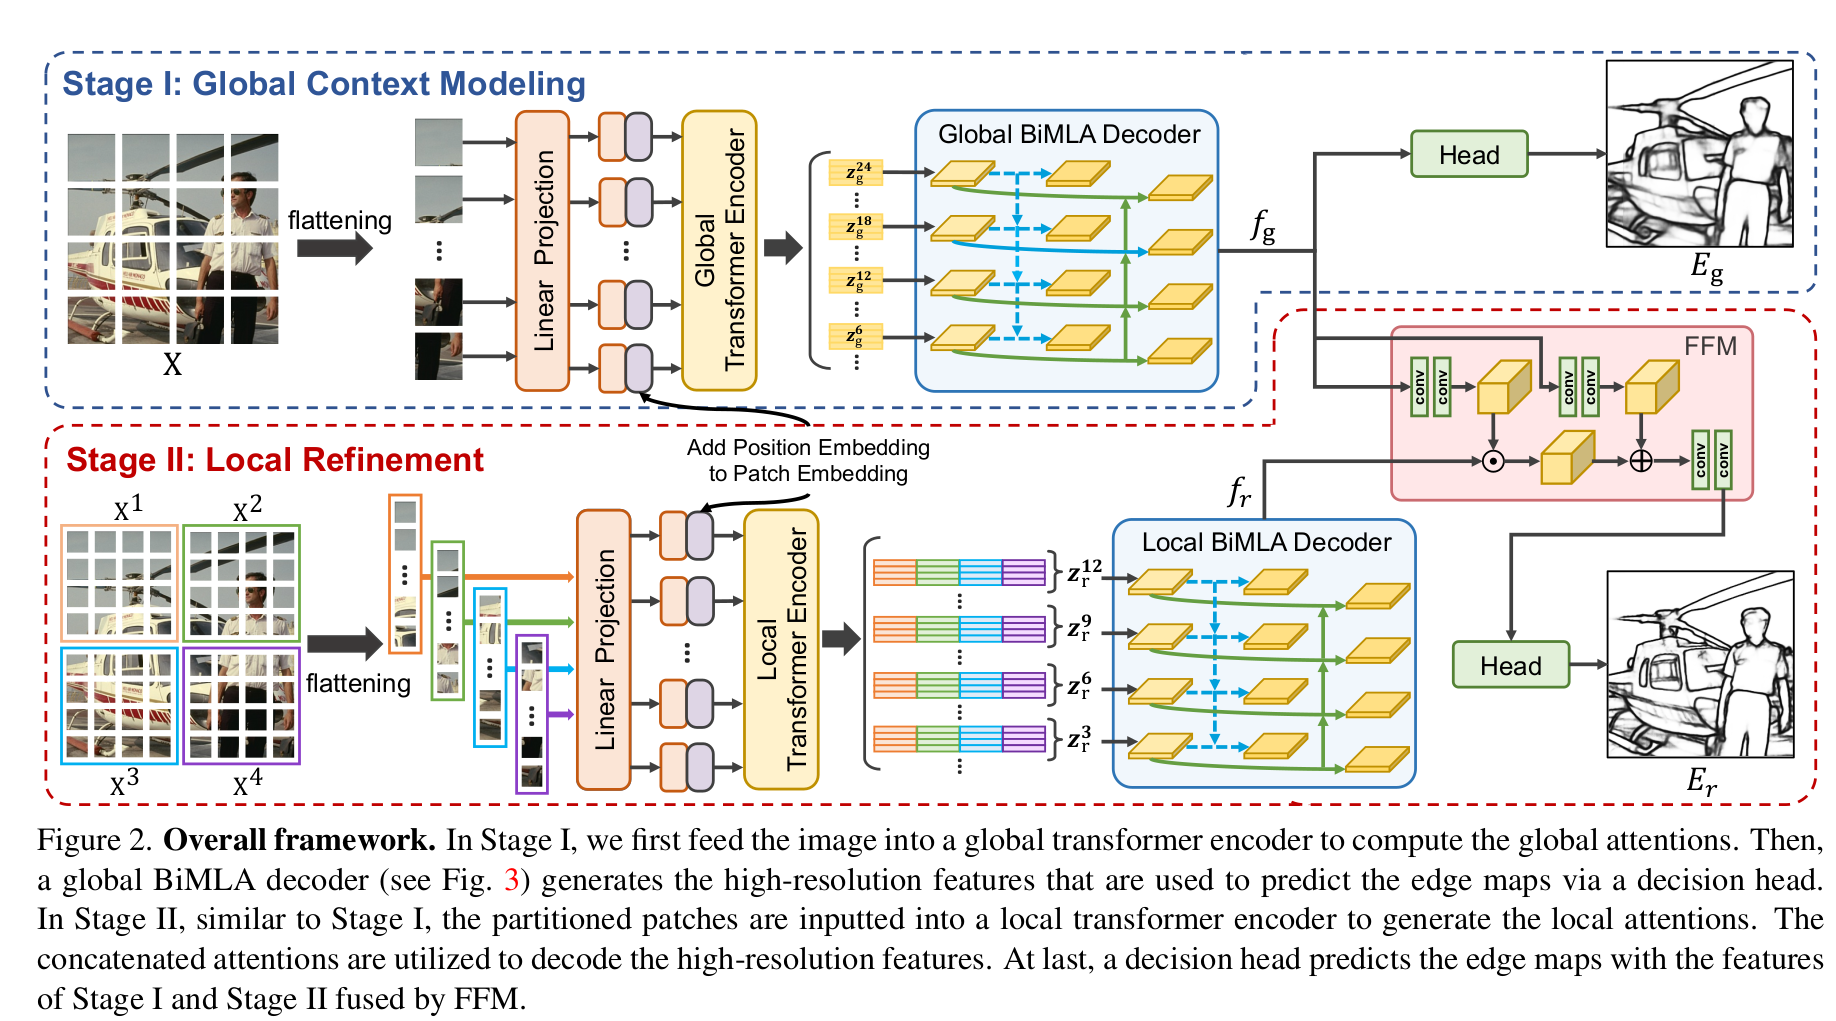 Stage I: Global Context Modeling
X
flattening
Linear Projection
Global Transformer Encoder
z_g^24
z_g^18
z_g^12
z_g^6
Global BiMLA Decoder
f_g
Head
E_g
FFM
conv
conv
conv
conv
conv
conv
Add Position Embedding
to Patch Embedding
Stage II: Local Refinement
X^1
X^2
X^3
X^4
flattening
Linear Projection
Local
Transformer Encoder
z_r^12
z_r^9
z_r^6
z_r^3
Local BiMLA Decoder
f_r
Head
E_r
Figure 2. Overall framework. In Stage I, we first feed the image into a global transformer encoder to compute the global attentions. Then,
a global BiMLA decoder (see Fig. 3) generates the high-resolution features that are used to predict the edge maps via a decision head.
In Stage II, similar to Stage I, the partitioned patches are inputted into a local transformer encoder to generate the local attentions. The
concatenated attentions are utilized to decode the high-resolution features. At last, a decision head predicts the edge maps with the features
of Stage I and Stage II fused by FFM.